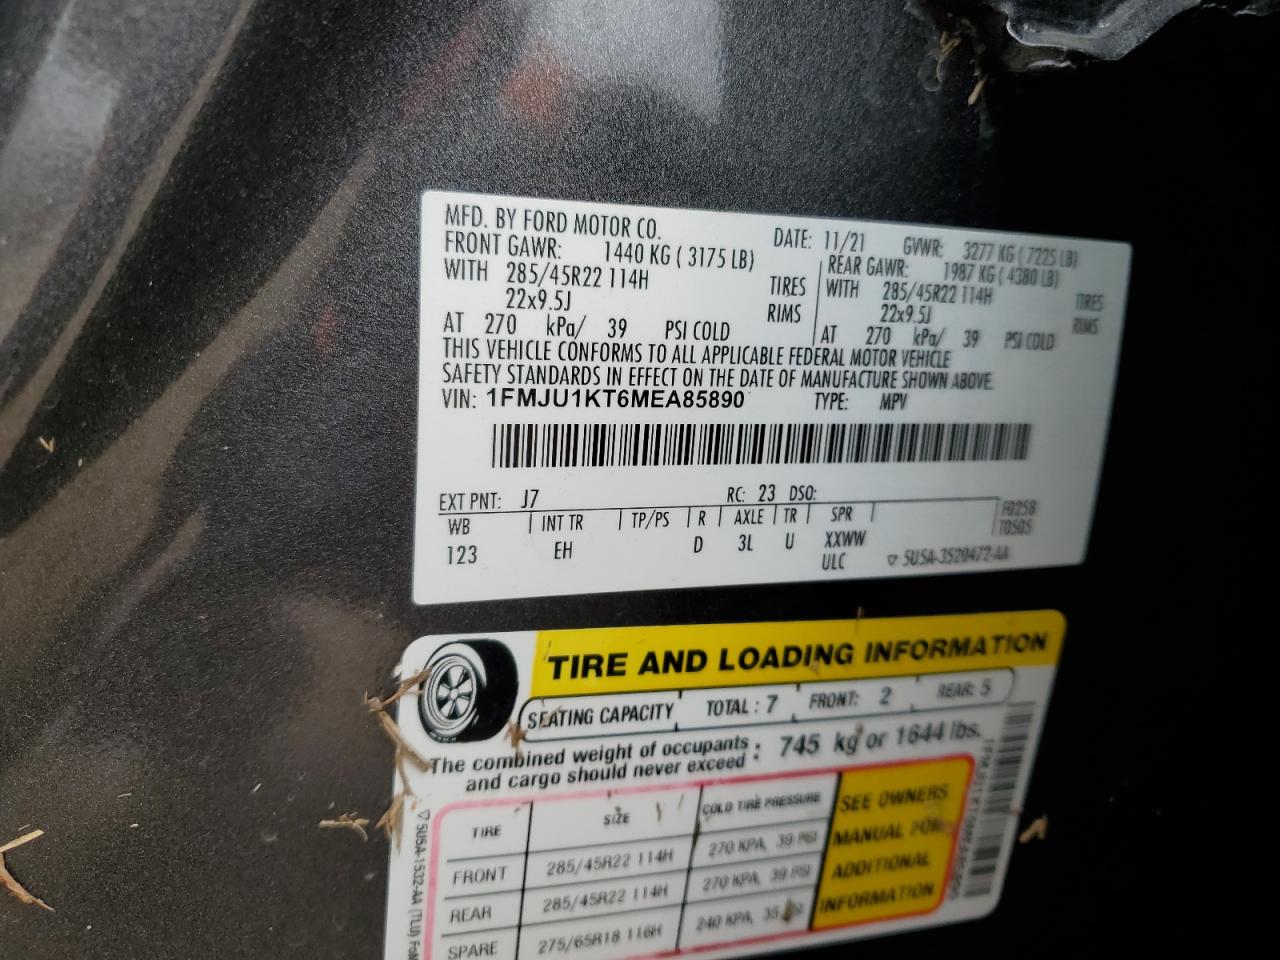 MFD. BY FORD MOTOR CO.
DATE: 11/21 GVWR: 3277 KG ( 7225 LB)
FRONT GAWR: 1440 KG ( 3175 LB)
REAR GAWR: 1987 KG ( 4380 LB)
WITH 285/45R22 114H TIRES
WITH 285/45R22 114H TIRES
22x9.5J RIMS
22x9.5J RIMS
AT 270 kPa/ 39 PSI COLD
AT 270 kPa/ 39 PSI COLD
THIS VEHICLE CONFORMS TO ALL APPLICABLE FEDERAL MOTOR VEHICLE
SAFETY STANDARDS IN EFFECT ON THE DATE OF MANUFACTURE SHOWN ABOVE.
VIN: 1FMJU1KT6MEA85890 TYPE: MPV
EXT PNT: J7 RC: 23 DSO:
WB INT TR TP/PS R AXLE TR SPR F0258
T0505
123 EH D 3L U XXWW
ULC ▽ 5U5A-3520472-AA
TIRE AND LOADING INFORMATION
SEATING CAPACITY TOTAL : 7 FRONT: 2 REAR: 5
The combined weight of occupants : 745 kg or 1644 lbs.
and cargo should never exceed
TIRE SIZE COLD TIRE PRESSURE
FRONT 285/45R22 114H 270 KPA, 39 PSI
REAR 285/45R22 114H 270 KPA, 39 PSI
SPARE 275/65R18 116H 240 KPA, 35 PSI
SEE OWNERS
MANUAL FOR
ADDITIONAL
INFORMATION
▽ 5U5A-1532-AA (TLU)